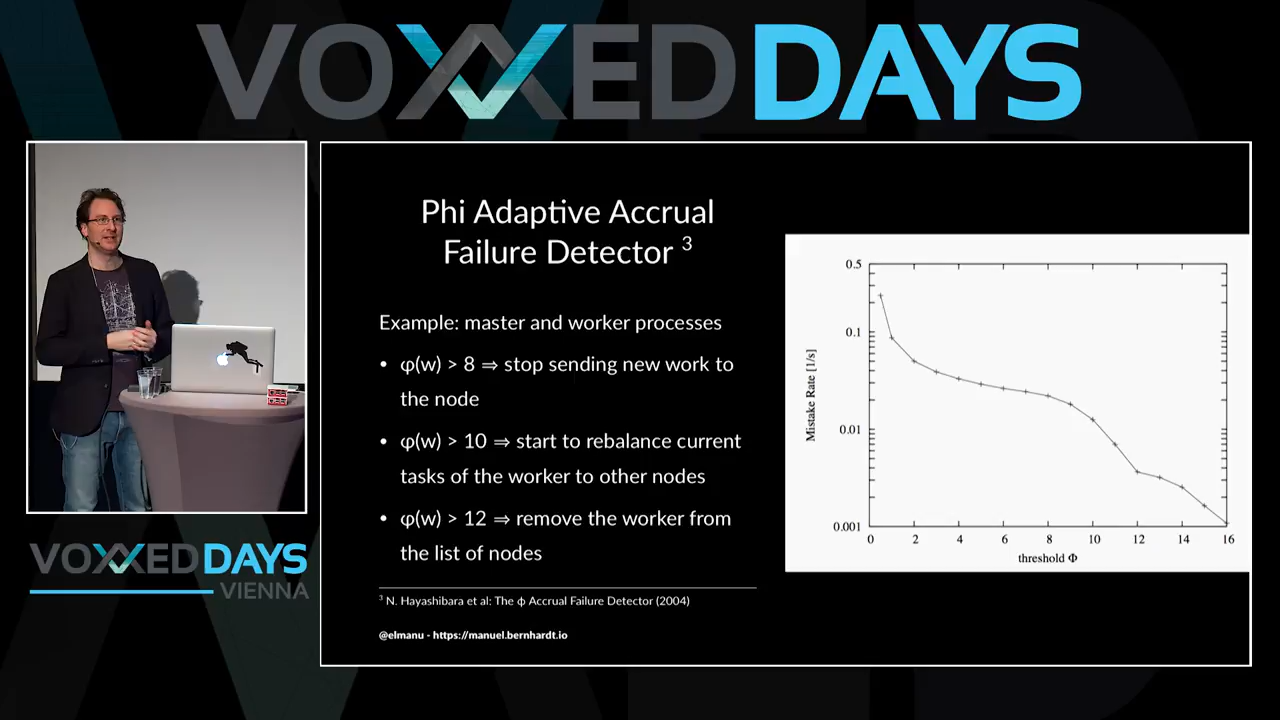 VOXXED DAYS
Phi Adaptive Accrual
Failure Detector 3
Example: master and worker processes
• φ(w) > 8 ⇒ stop sending new work to
the node
• φ(w) > 10 ⇒ start to rebalance current
tasks of the worker to other nodes
• φ(w) > 12 ⇒ remove the worker from
the list of nodes
3 N. Hayashibara et al: The ϕ Accrual Failure Detector (2004)
@elmanu - https://manuel.bernhardt.io
0.5
0.1
0.01
0.001
Mistake Rate [1/s]
0 2 4 6 8 10 12 14 16
threshold Φ
VOXXED DAYS
VIENNA